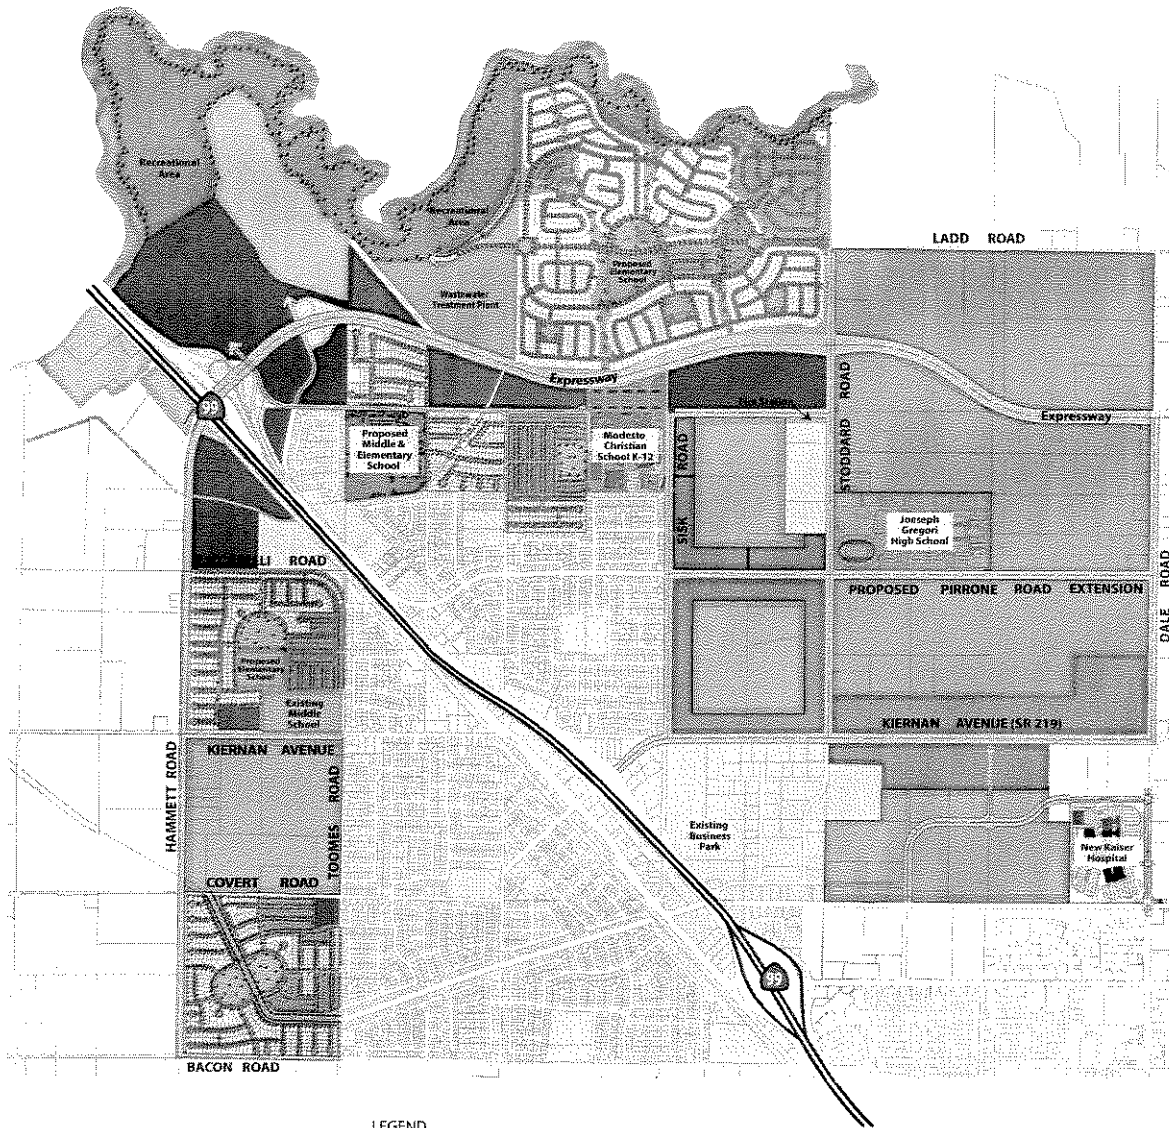 Recreational
Area
Recreational
Area
LADD ROAD
Proposed
Elementary
School
Wastewater
Treatment Plant
Expressway
Expressway
99
Proposed
Middle &
Elementary
School
Modesto
Christian
School K-12
SISK ROAD
STODDARD ROAD
Jonseph
Gregori
High School
ROAD
PROPOSED PIRRONE ROAD EXTENSION
DALE ROAD
Proposed
Elementary
School
Existing
Middle
School
KIERNAN AVENUE (SR 219)
KIERNAN AVENUE
HAMMETT ROAD
TOOMES ROAD
Existing
Business
Park
New Kaiser
Hospital
COVERT ROAD
99
BACON ROAD
LEGEND